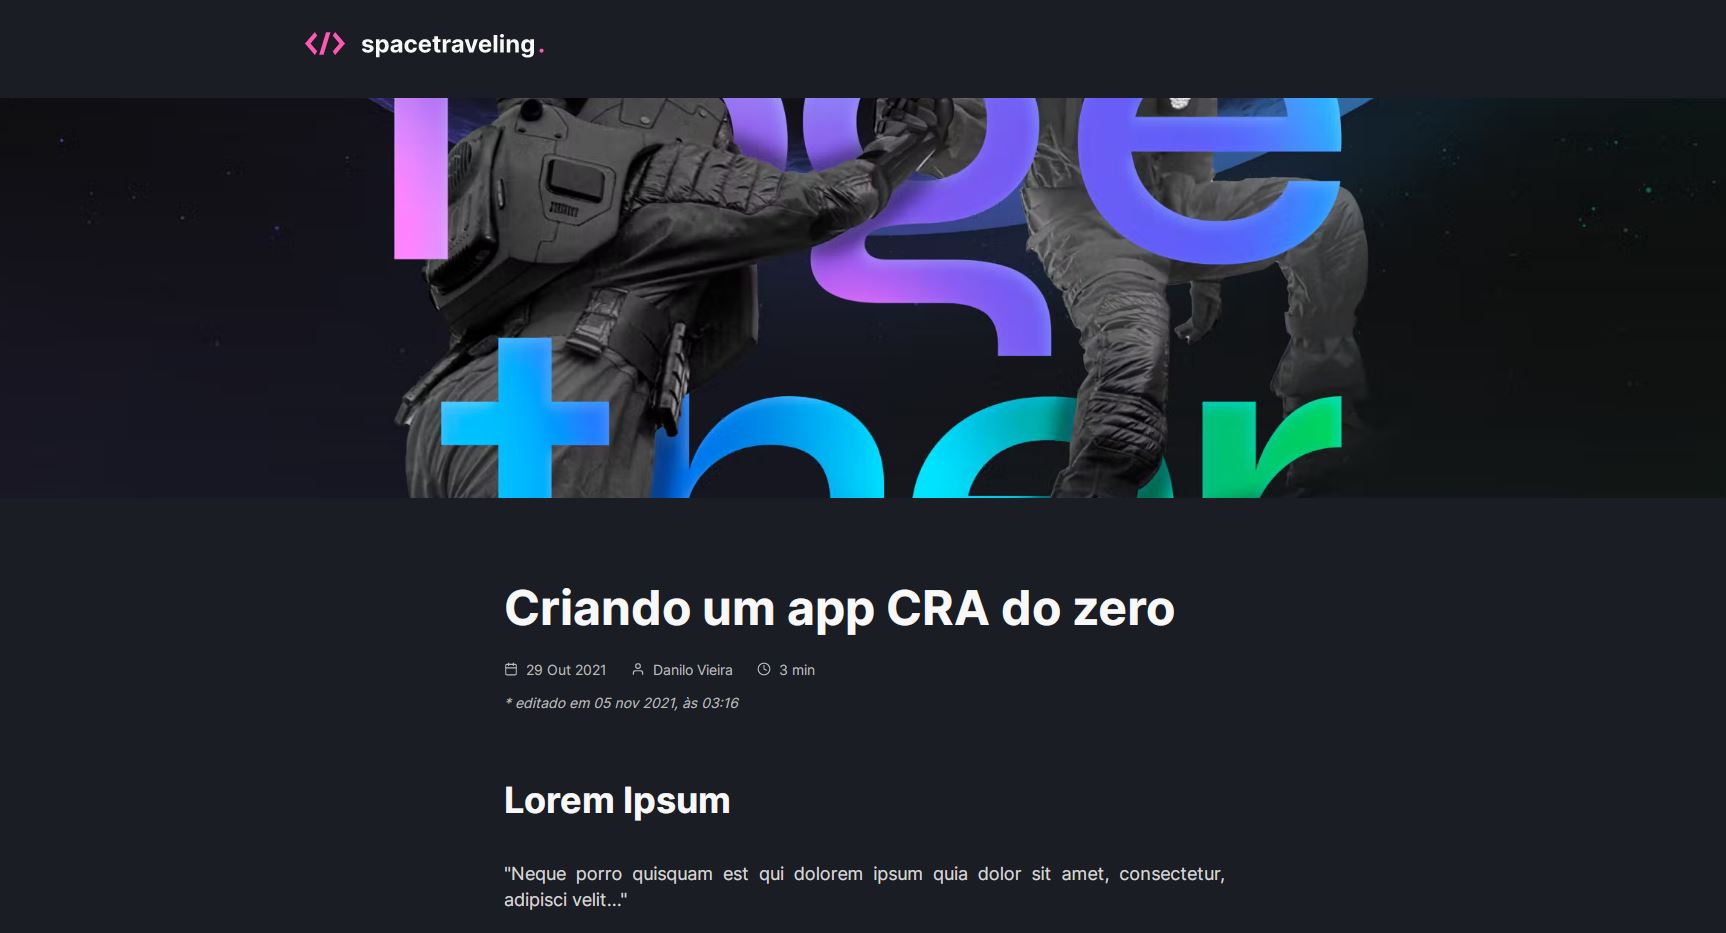 </> spacetraveling.
ge
ther
Criando um app CRA do zero
29 Out 2021 Danilo Vieira 3 min
* editado em 05 nov 2021, às 03:16
Lorem Ipsum
"Neque porro quisquam est qui dolorem ipsum quia dolor sit amet, consectetur,
adipisci velit..."